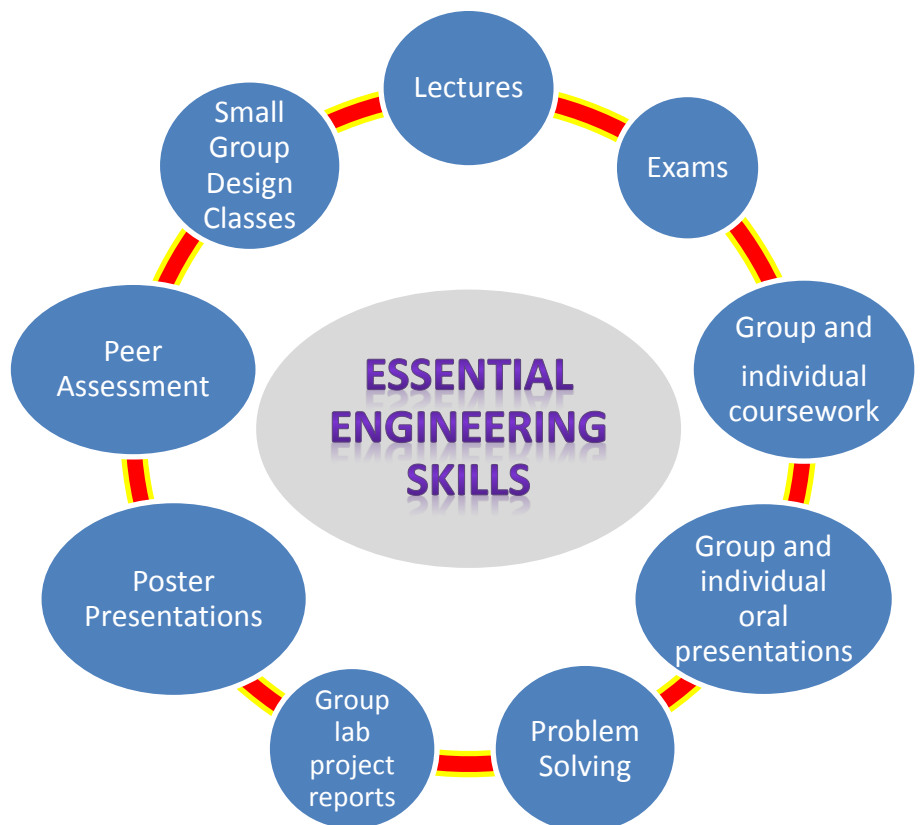 Lectures
Exams
Group and
individual
coursework
Group and
individual
oral
presentations
Problem
Solving
Group
lab
project
reports
Poster
Presentations
Peer
Assessment
Small
Group
Design
Classes
ESSENTIAL
ENGINEERING
SKILLS